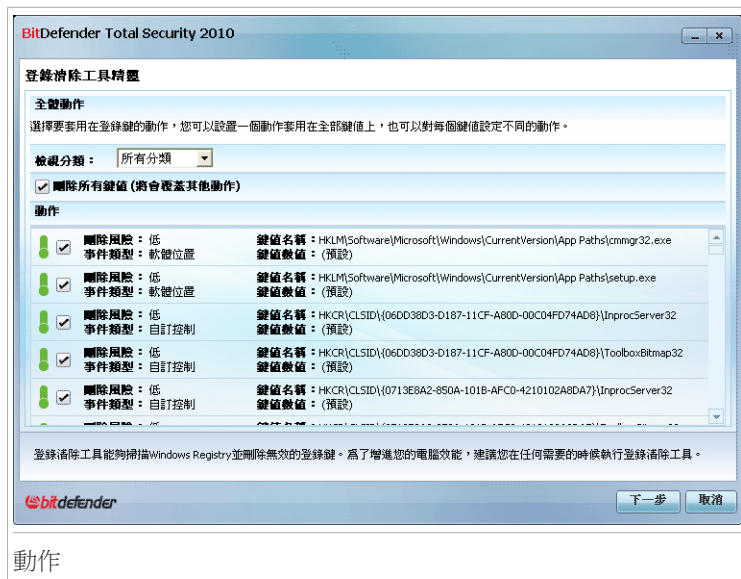 BitDefender Total Security 2010
登錄清除工具精靈
全體動作
選擇要套用在登錄鍵的動作，您可以設置一個動作套用在全部鍵值上，也可以對每個鍵值設定不同的動作。
檢視分類： 所有分類
刪除所有鍵值 (將會覆蓋其他動作)
動作
刪除風險：低 鍵值名稱：HKLM\Software\Microsoft\Windows\CurrentVersion\App Paths\cmmgr32.exe
事件類型：軟體位置 鍵值數值：(預設)
刪除風險：低 鍵值名稱：HKLM\Software\Microsoft\Windows\CurrentVersion\App Paths\setup.exe
事件類型：軟體位置 鍵值數值：(預設)
刪除風險：低 鍵值名稱：HKCR\CLSID\{06DD38D3-D187-11CF-A80D-00C04FD74AD8}\InprocServer32
事件類型：自訂控制 鍵值數值：(預設)
刪除風險：低 鍵值名稱：HKCR\CLSID\{06DD38D3-D187-11CF-A80D-00C04FD74AD8}\ToolboxBitmap32
事件類型：自訂控制 鍵值數值：(預設)
刪除風險：低 鍵值名稱：HKCR\CLSID\{0713E8A2-850A-101B-AFC0-4210102A8DA7}\InprocServer32
事件類型：自訂控制 鍵值數值：(預設)
登錄清除工具能夠掃描Windows Registry並刪除無效的登錄鍵。為了增進您的電腦效能，建議您在任何需要的時候執行登錄清除工具。
bitdefender
下一步 取消
動作